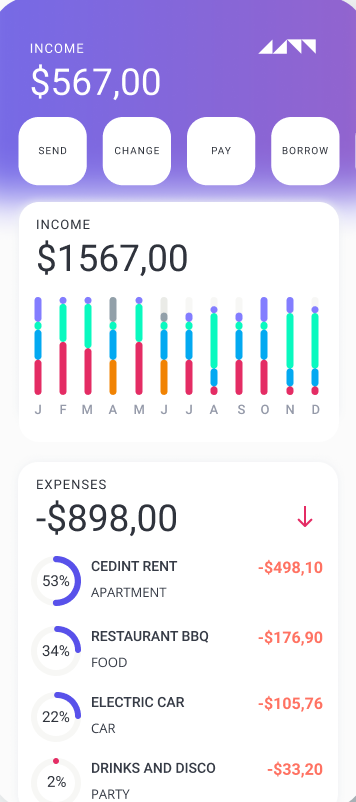 INCOME
$567,00
SEND CHANGE PAY BORROW
INCOME
$1567,00
J F M A M J J A S O N D
EXPENSES
-$898,00
53% CEDINT RENT -$498,10
APARTMENT
34% RESTAURANT BBQ -$176,90
FOOD
22% ELECTRIC CAR -$105,76
CAR
2% DRINKS AND DISCO -$33,20
PARTY